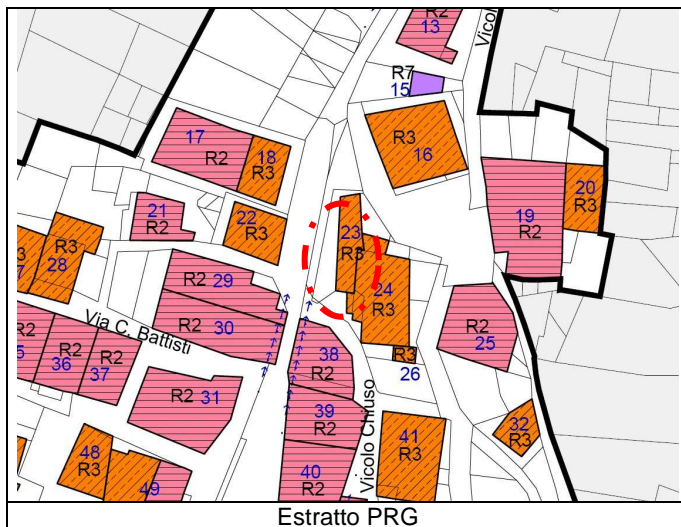 R2
13
Vicolo
R7
15
17
R2
18
R3
R3
16
20
R3
19
R2
21
R2
22
R3
23
R3
R3
28
24
R3
R2 29
R2 30
R2
25
Via C. Battisti
38
R2
R3
26
R2
36
R2
37
R2 31
39
R2
Vicolo Chiuso
41
R3
32
R3
48
R3
49
40
R2
Estratto PRG